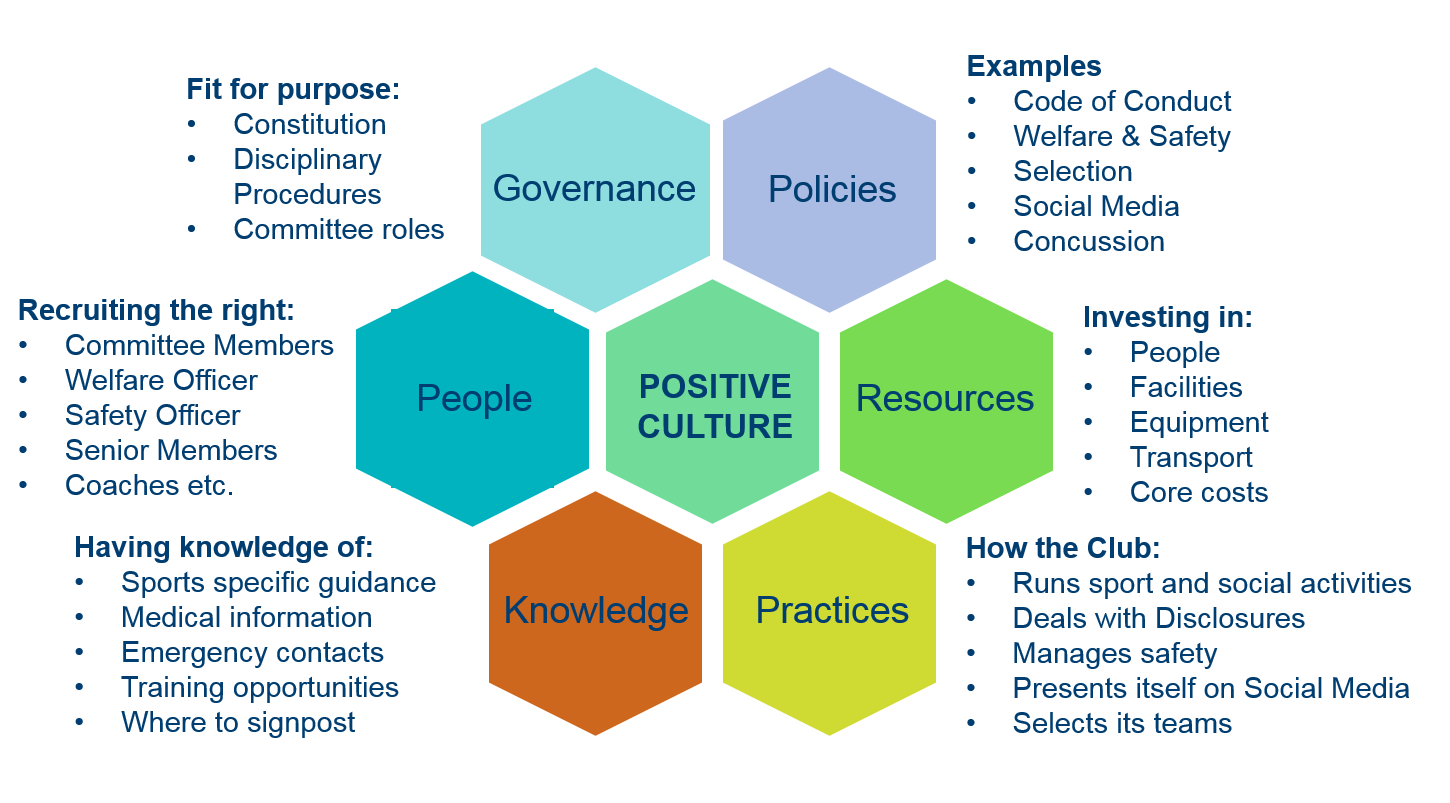 Fit for purpose:
• Constitution
• Disciplinary
Procedures
• Committee roles
Governance
Policies
Examples
• Code of Conduct
• Welfare & Safety
• Selection
• Social Media
• Concussion
Recruiting the right:
• Committee Members
• Welfare Officer
• Safety Officer
• Senior Members
• Coaches etc.
People
POSITIVE
CULTURE
Resources
Investing in:
• People
• Facilities
• Equipment
• Transport
• Core costs
Having knowledge of:
• Sports specific guidance
• Medical information
• Emergency contacts
• Training opportunities
• Where to signpost
Knowledge
Practices
How the Club:
• Runs sport and social activities
• Deals with Disclosures
• Manages safety
• Presents itself on Social Media
• Selects its teams